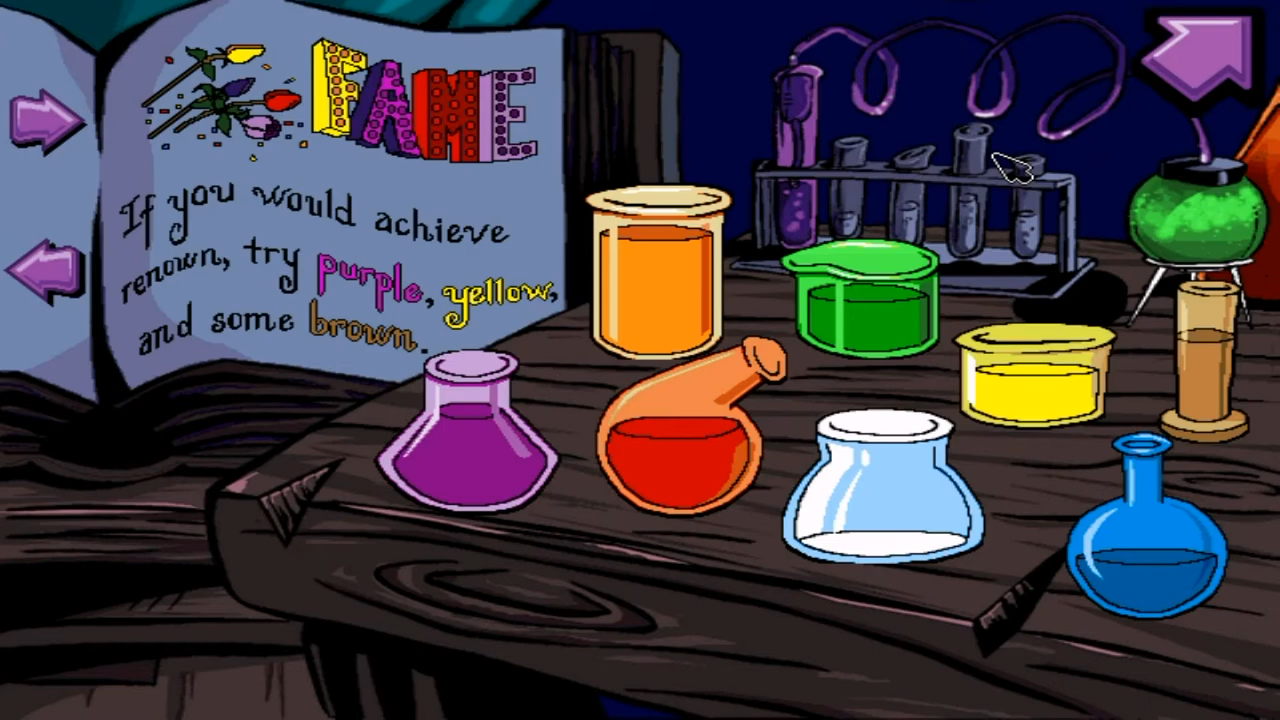 FAME
If you would achieve
renown, try purple, yellow,
and some brown.